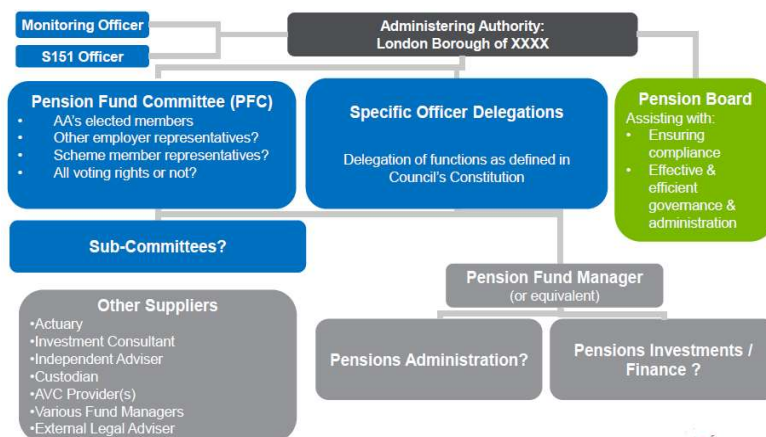 Monitoring Officer
S151 Officer
Administering Authority:
London Borough of XXXX
Pension Fund Committee (PFC)
• AA's elected members
• Other employer representatives?
• Scheme member representatives?
• All voting rights or not?
Specific Officer Delegations
Delegation of functions as defined in
Council's Constitution
Pension Board
Assisting with:
• Ensuring
compliance
• Effective &
efficient
governance &
administration
Sub-Committees?
Pension Fund Manager
(or equivalent)
Other Suppliers
•Actuary
•Investment Consultant
•Independent Adviser
•Custodian
•AVC Provider(s)
•Various Fund Managers
•External Legal Adviser
Pensions Administration?
Pensions Investments /
Finance ?